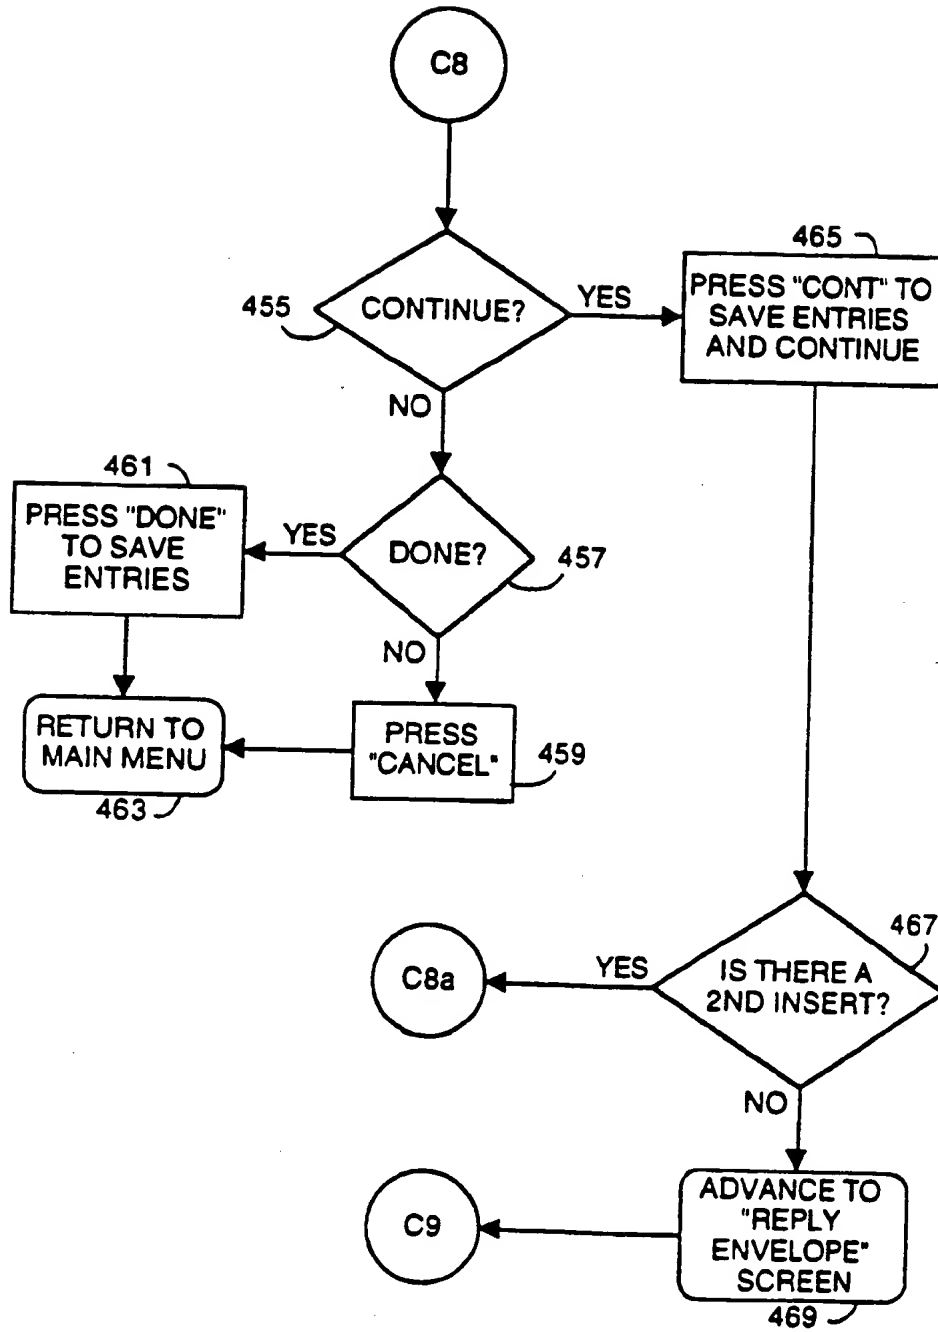 C8
465
455
CONTINUE?
YES
PRESS "CONT" TO
SAVE ENTRIES
AND CONTINUE
NO
461
PRESS "DONE"
TO SAVE
ENTRIES
YES
DONE?
457
NO
RETURN TO
MAIN MENU
463
PRESS
"CANCEL"
459
467
C8a
YES
IS THERE A
2ND INSERT?
NO
C9
ADVANCE TO
"REPLY
ENVELOPE"
SCREEN
469